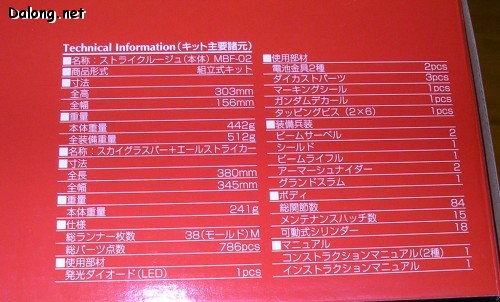 Dalong.net
Technical Information(キット主要諸元)
■名称：ストライクルージュ(本体) MBF-02
■商品形式 組立式キット
■寸法
全高 303mm
全幅 156mm
■重量
本体重量 442g
全装備重量 512g
■名称：スカイグラスパー+エールストライカー
■寸法
全長 380mm
全幅 345mm
■重量
本体重量 241g
■仕様
総ランナー枚数 38(モールド)M
総パーツ点数 786pcs
■使用部材
発光ダイオード(LED) 1pcs
■使用部材
電池金具2種 2pcs
ダイカストパーツ 3pcs
マーキングシール 1pcs
ガンダムデカール 1pcs
タッピングビス (2×6) 1pcs
■装備兵装
ビームサーベル 2
シールド 1
ビームライフル 1
アーマーシュナイダー 2
グランドスラム 1
■ボディ
総関節数 84
メンテナンスハッチ数 15
可動式シリンダー 18
■マニュアル
コンストラクションマニュアル(2種) 1
インストラクションマニュアル 1